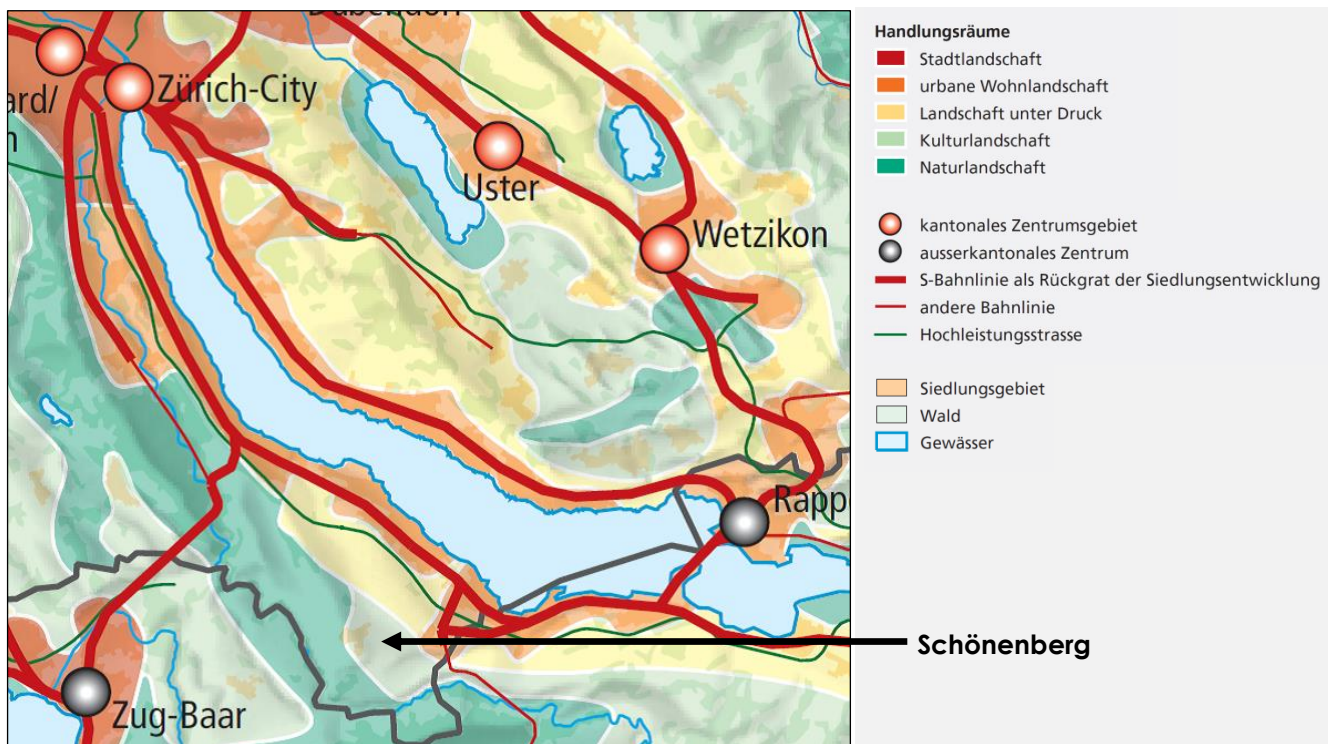 Dübendorf
Zürich-City
ard/
n
Uster
Wetzikon
Rapp
Zug-Baar
Schönenberg
Handlungsräume
Stadtlandschaft
urbane Wohnlandschaft
Landschaft unter Druck
Kulturlandschaft
Naturlandschaft
kantonales Zentrumsgebiet
ausserkantonales Zentrum
S-Bahnlinie als Rückgrat der Siedlungsentwicklung
andere Bahnlinie
Hochleistungsstrasse
Siedlungsgebiet
Wald
Gewässer